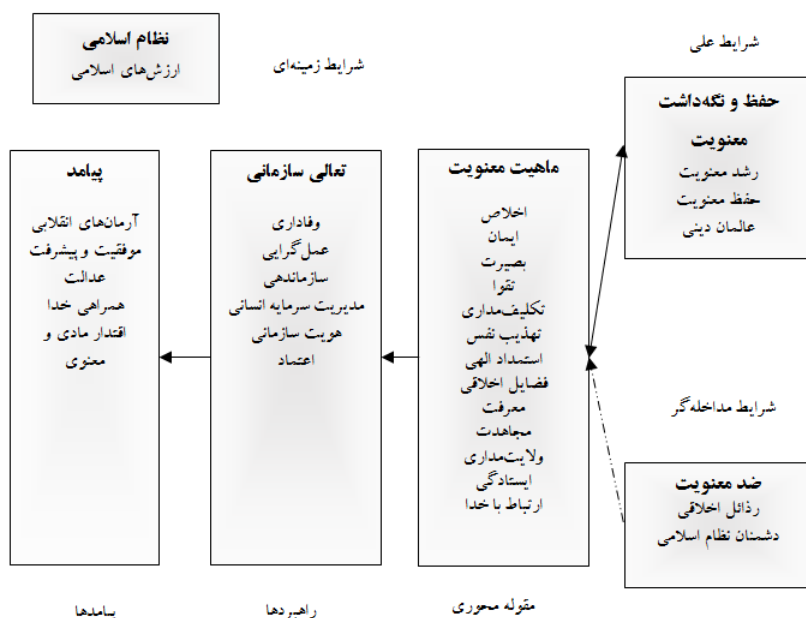 شرایط علی
حفظ و نگه‌داشت
معنویت
رشد معنویت
حفظ معنویت
عالمان دینی
شرایط مداخله‌گر
ضد معنویت
رذائل اخلاقی
دشمنان نظام اسلامی
شرایط زمینه‌ای
نظام اسلامی
ارزش‌های اسلامی
ماهیت معنویت
اخلاص
ایمان
بصیرت
تقوا
تکلیف‌مداری
تهذیب نفس
استمداد الهی
فضایل اخلاقی
معرفت
مجاهدت
ولایت‌مداری
ایستادگی
ارتباط با خدا
مقوله محوری
تعالی سازمانی
وفاداری
عمل‌گرایی
سازماندهی
مدیریت سرمایه انسانی
هویت سازمانی
اعتماد
راهبردها
پیامد
آرمان‌های انقلابی
موفقیت و پیشرفت
عدالت
همراهی خدا
اقتدار مادی و
معنوی
پیامدها